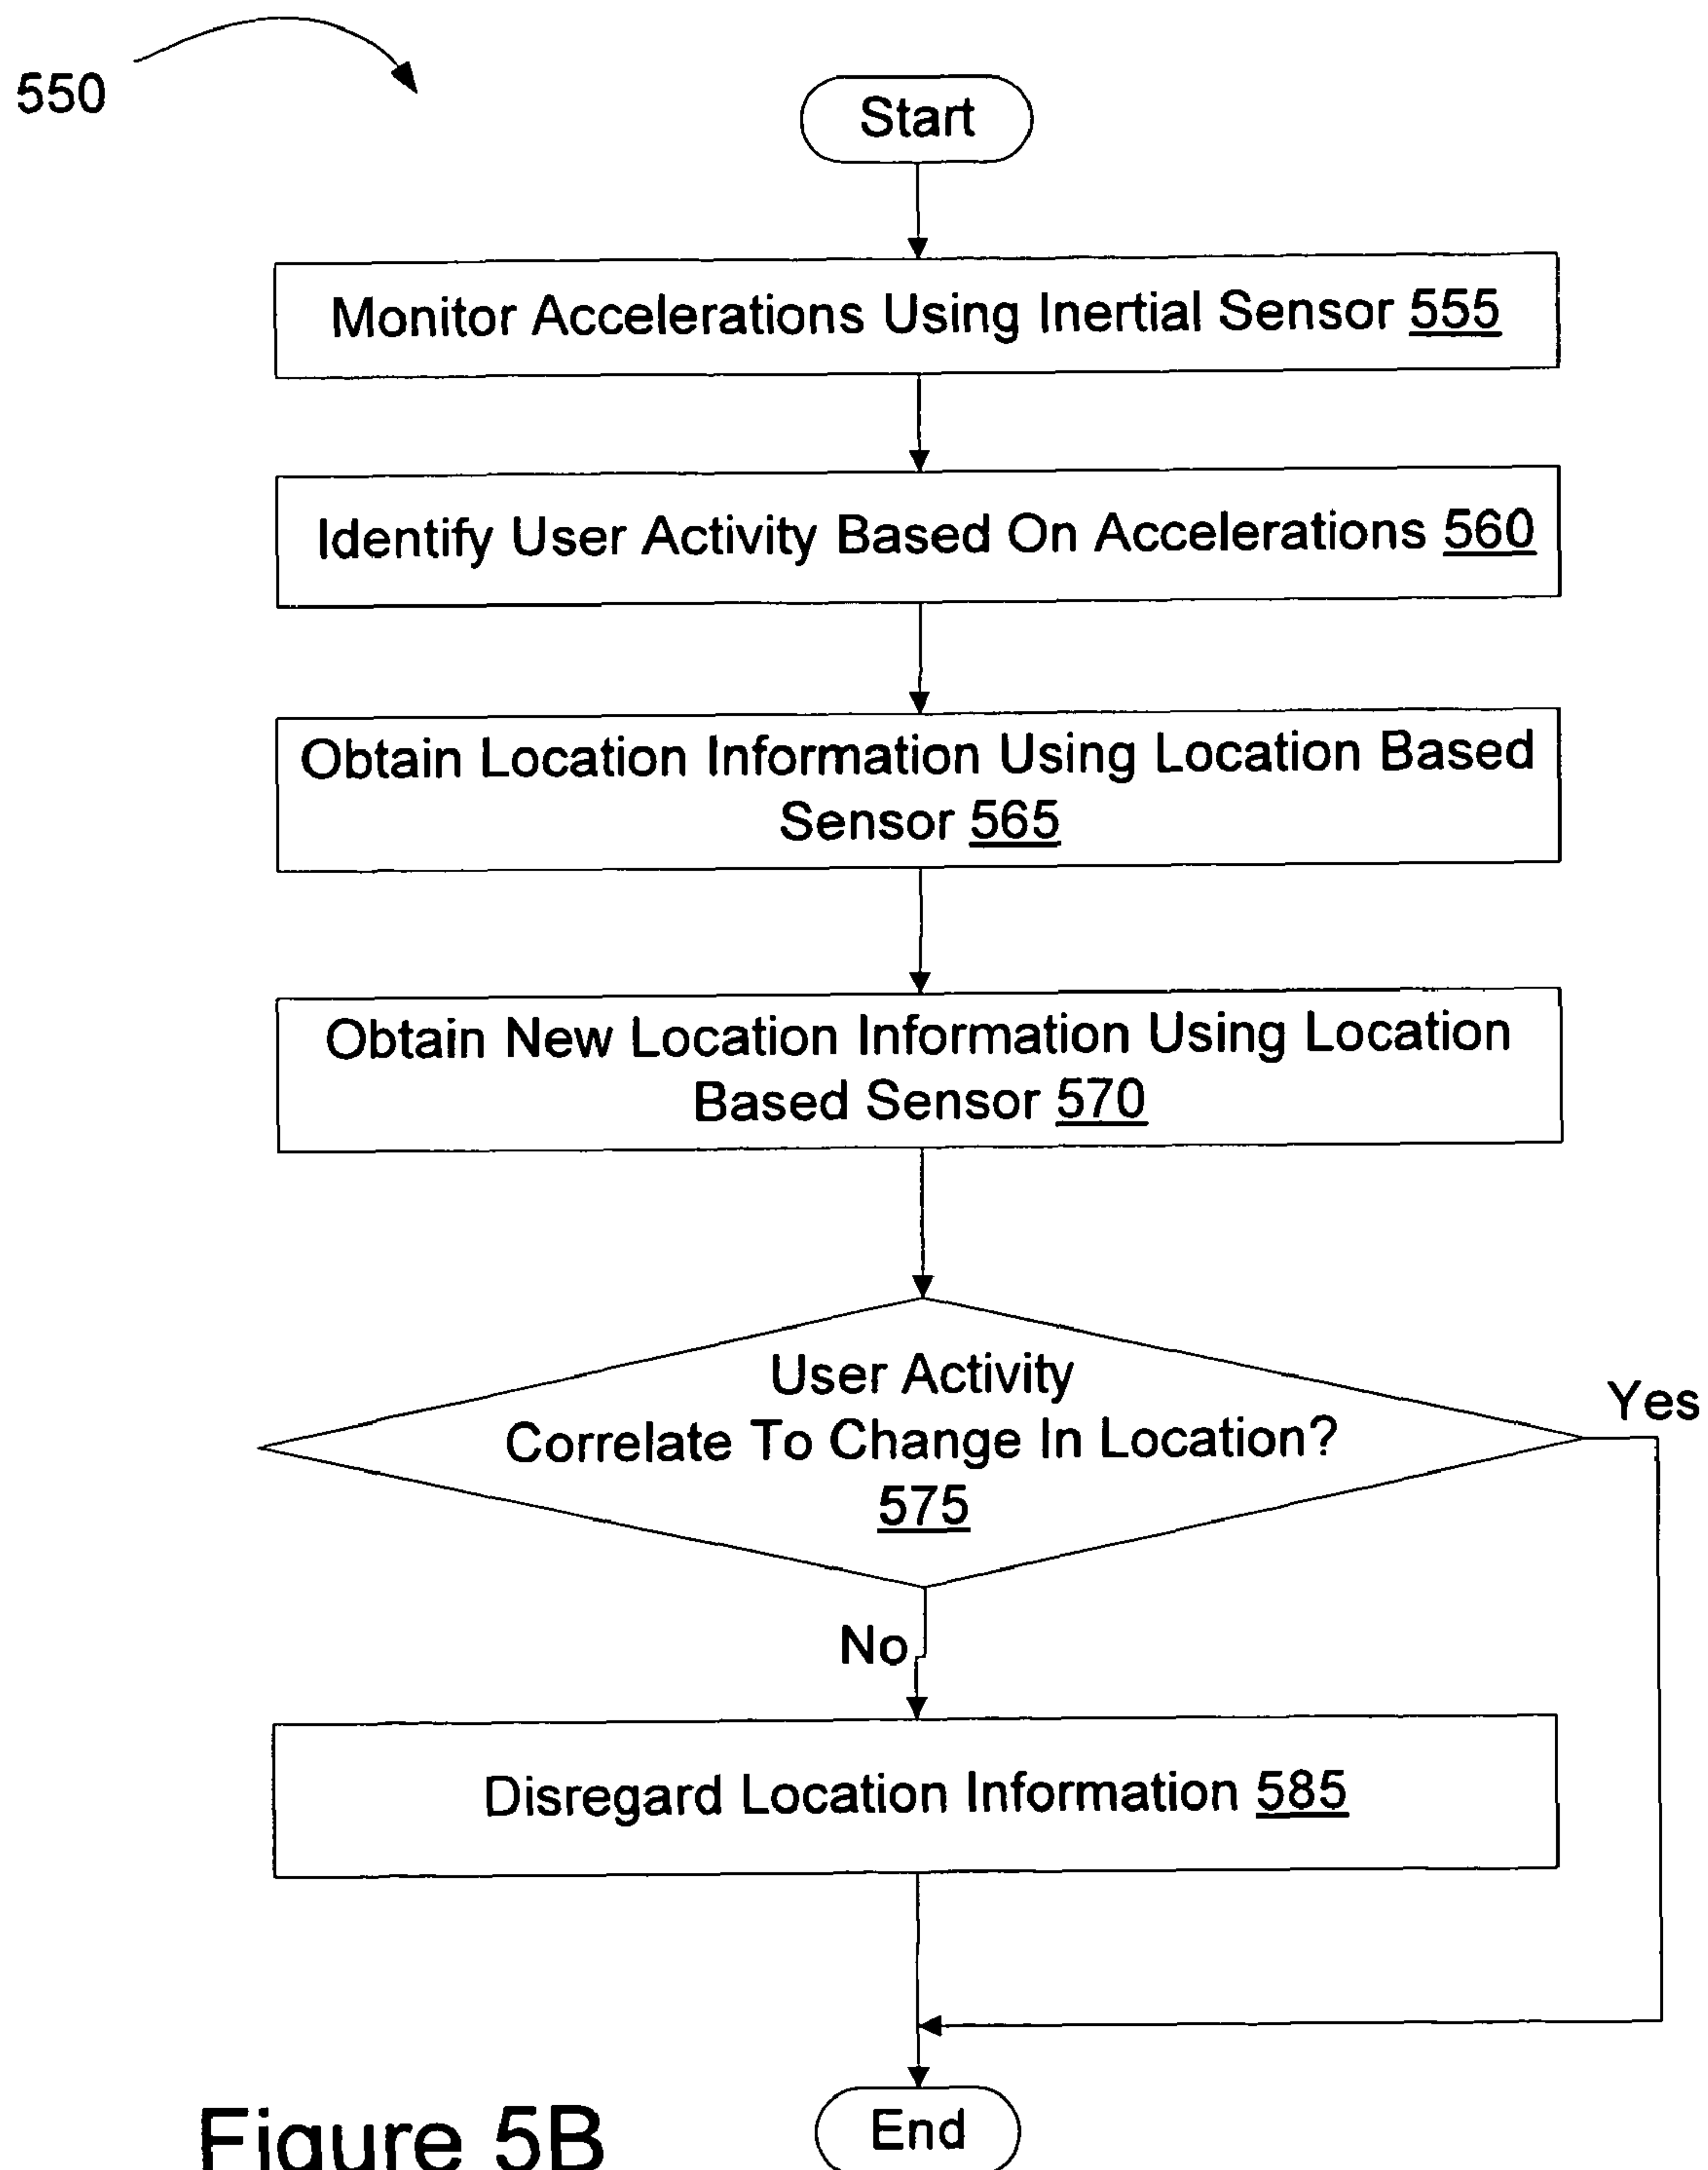 550
Start
Monitor Accelerations Using Inertial Sensor 555
Identify User Activity Based On Accelerations 560
Obtain Location Information Using Location Based
Sensor 565
Obtain New Location Information Using Location
Based Sensor 570
User Activity
Correlate To Change In Location?
575
Yes
No
Disregard Location Information 585
End
Figure 5B